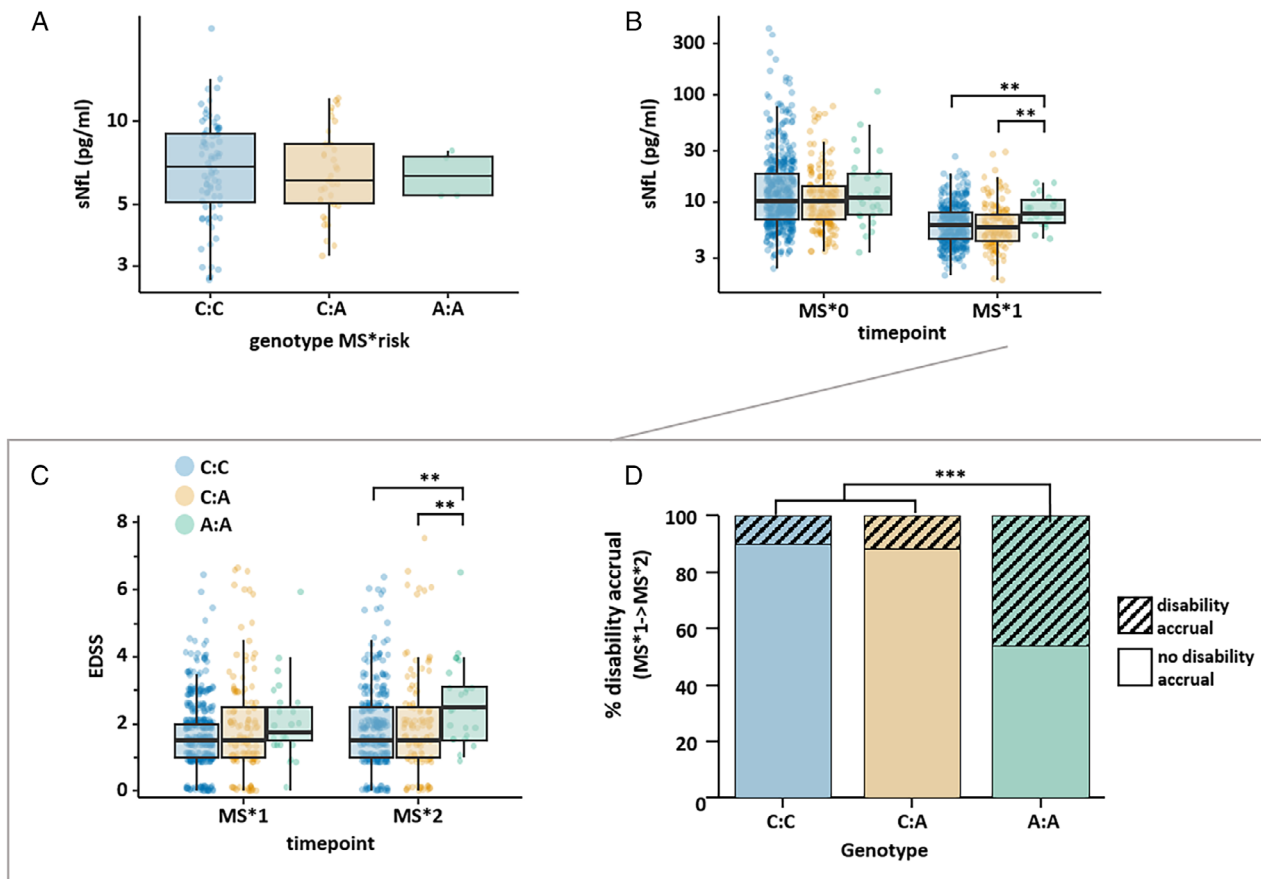 A
sNfL (pg/ml)
10
5
3
C:C C:A A:A
genotype MS*risk
B
sNfL (pg/ml)
300
100
30
10
3
**
**
MS*0 MS*1
timepoint
C
C:C
C:A
A:A
EDSS
8
6
4
2
0
**
**
MS*1 MS*2
timepoint
D
% disability accrual
(MS*1->MS*2)
100
80
60
40
20
0
***
C:C C:A A:A
Genotype
disability
accrual
no disability
accrual